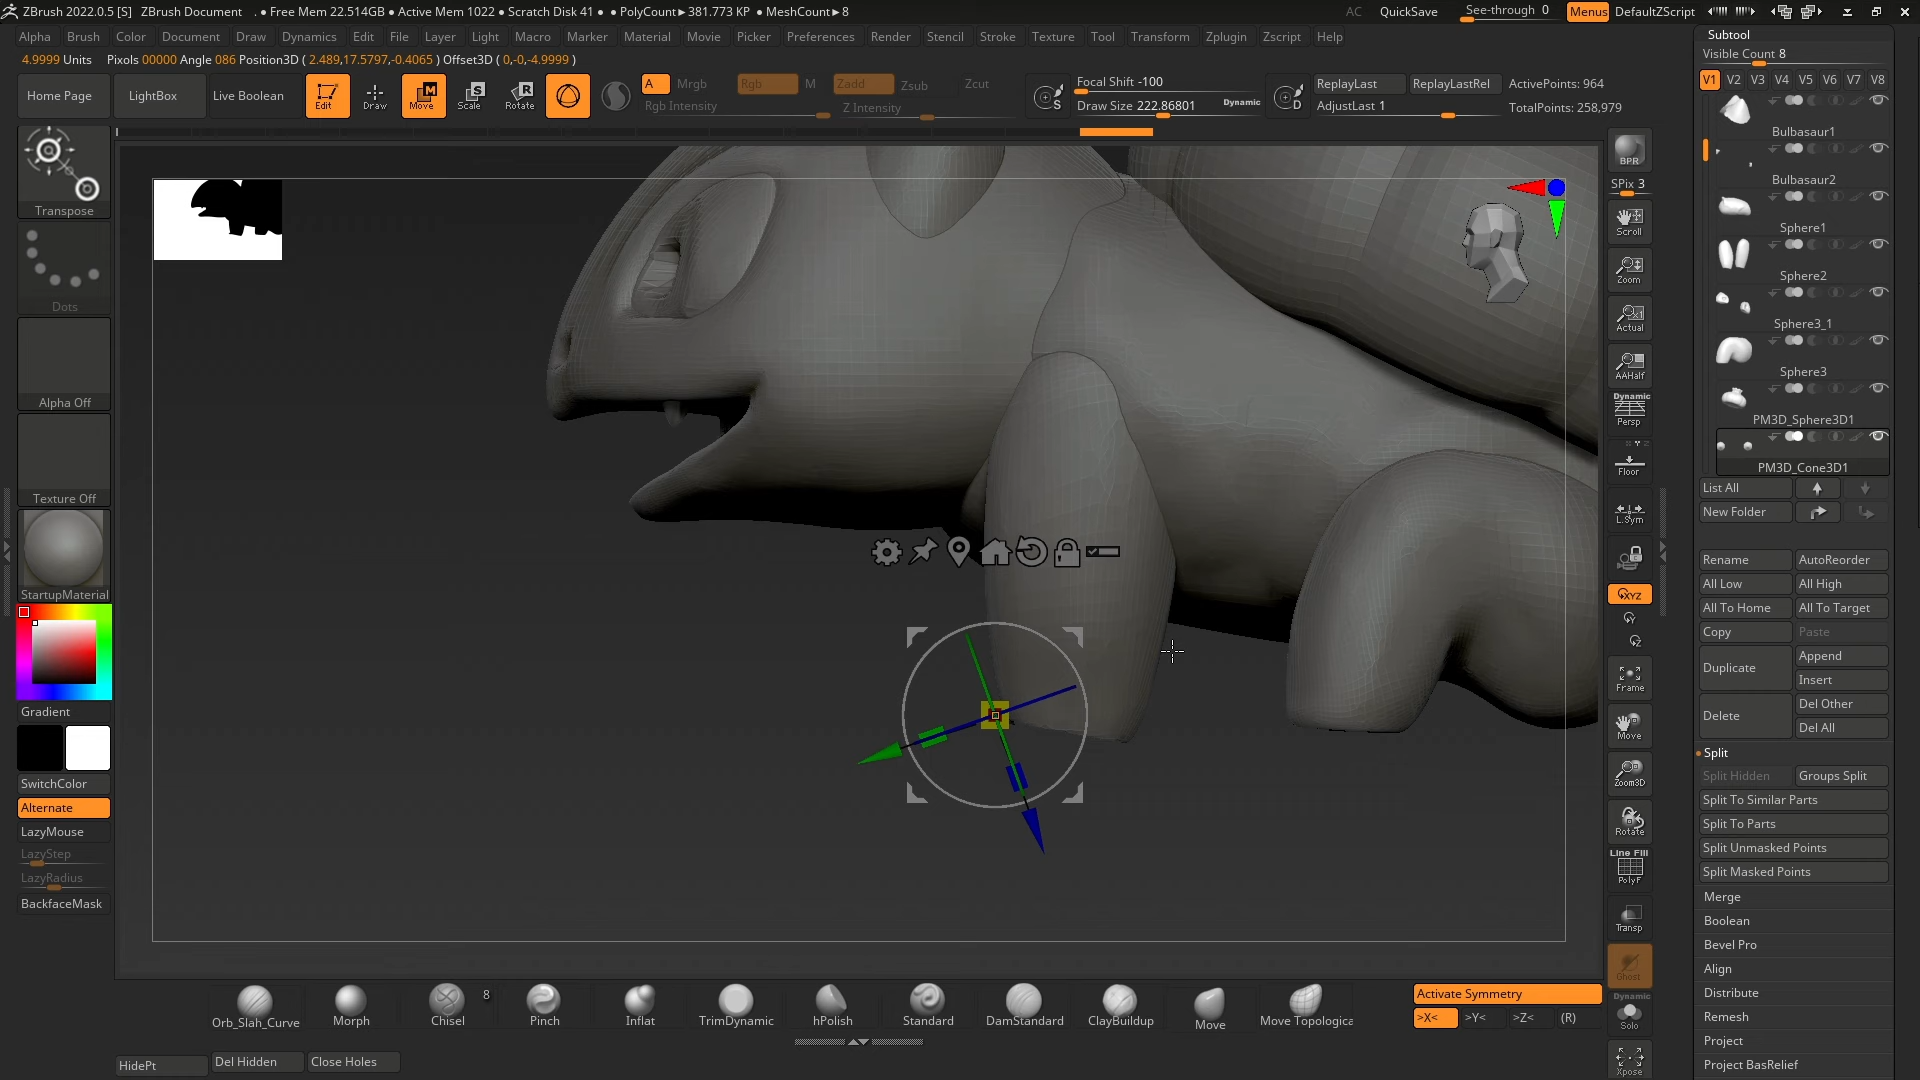 ZBrush 2022.0.5 [S] ZBrush Document . • Free Mem 22.514GB • Active Mem 1022 • Scratch Disk 41 • • PolyCount▸ 381.773 KP • MeshCount▸ 8 AC QuickSave See-through 0 Menus DefaultZScript
Alpha Brush Color Document Draw Dynamics Edit File Layer Light Macro Marker Material Movie Picker Preferences Render Stencil Stroke Texture Tool Transform Zplugin Zscript Help
4.9999 Units Pixols 00000 Angle 086 Position3D ( 2.489,17.5797,-0.4065 ) Offset3D ( 0,-0,-4.9999 )
Home Page LightBox Live Boolean Edit Draw Move Scale Rotate A Mrgb Rgb M Zadd Zsub Zcut
Rgb Intensity Z Intensity
Focal Shift -100
Draw Size 222.86801 Dynamic
S D
ReplayLast ReplayLastRel ActivePoints: 964
AdjustLast 1 TotalPoints: 258,979
Transpose
Dots
Alpha Off
Texture Off
StartupMaterial
Gradient
SwitchColor
Alternate
LazyMouse
LazyStep
LazyRadius
BackfaceMask
BPR
SPix 3
Scroll
Zoom
Actual
AAHalf
Dynamic
Persp
Floor
L.Sym
XYZ
Frame
Move
Zoom3D
Rotate
Line Fill
PolyF
Transp
Ghost
Dynamic
Solo
Xpose
Subtool
Visible Count 8
V1 V2 V3 V4 V5 V6 V7 V8
Bulbasaur1
Bulbasaur2
Sphere1
Sphere2
Sphere3_1
Sphere3
PM3D_Sphere3D1
PM3D_Cone3D1
List All
New Folder
Rename AutoReorder
All Low All High
All To Home All To Target
Copy Paste
Duplicate Append
Insert
Delete Del Other
Del All
Split
Split Hidden Groups Split
Split To Similar Parts
Split To Parts
Split Unmasked Points
Split Masked Points
Merge
Boolean
Bevel Pro
Align
Distribute
Remesh
Project
Project BasRelief
Orb_Slah_Curve Morph Chisel 8 Pinch Inflat TrimDynamic hPolish Standard DamStandard ClayBuildup Move Move Topologica
Activate Symmetry
>X< >Y< >Z< (R)
HidePt Del Hidden Close Holes